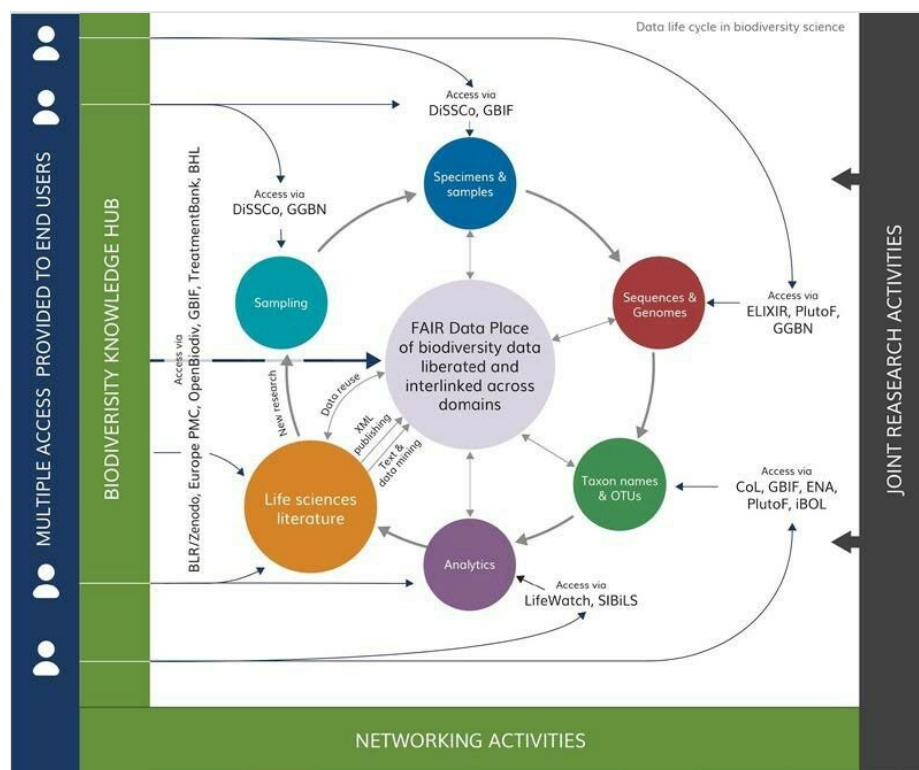 Data life cycle in biodiversity science
MULTIPLE ACCESS PROVIDED TO END USERS
BIODIVERISITY KNOWLEDGE HUB
Access via
BLR/Zenodo, Europe PMC, OpenBiodiv, GBIF, TreatmentBank, BHL
Access via
DiSSCo, GBIF
Specimens &
samples
Access via
DiSSCo, GGBN
Sampling
Sequences &
Genomes
Access via
ELIXIR, PlutoF,
GGBN
FAIR Data Place
of biodiversity data
liberated and
interlinked across
domains
New research
Data reuse
XML
publishing
Text &
data mining
Life sciences
literature
Taxon names
& OTUs
Access via
CoL, GBIF, ENA,
PlutoF, iBOL
Analytics
Access via
LifeWatch, SIBiLS
JOINT REASEARCH ACTIVITIES
NETWORKING ACTIVITIES